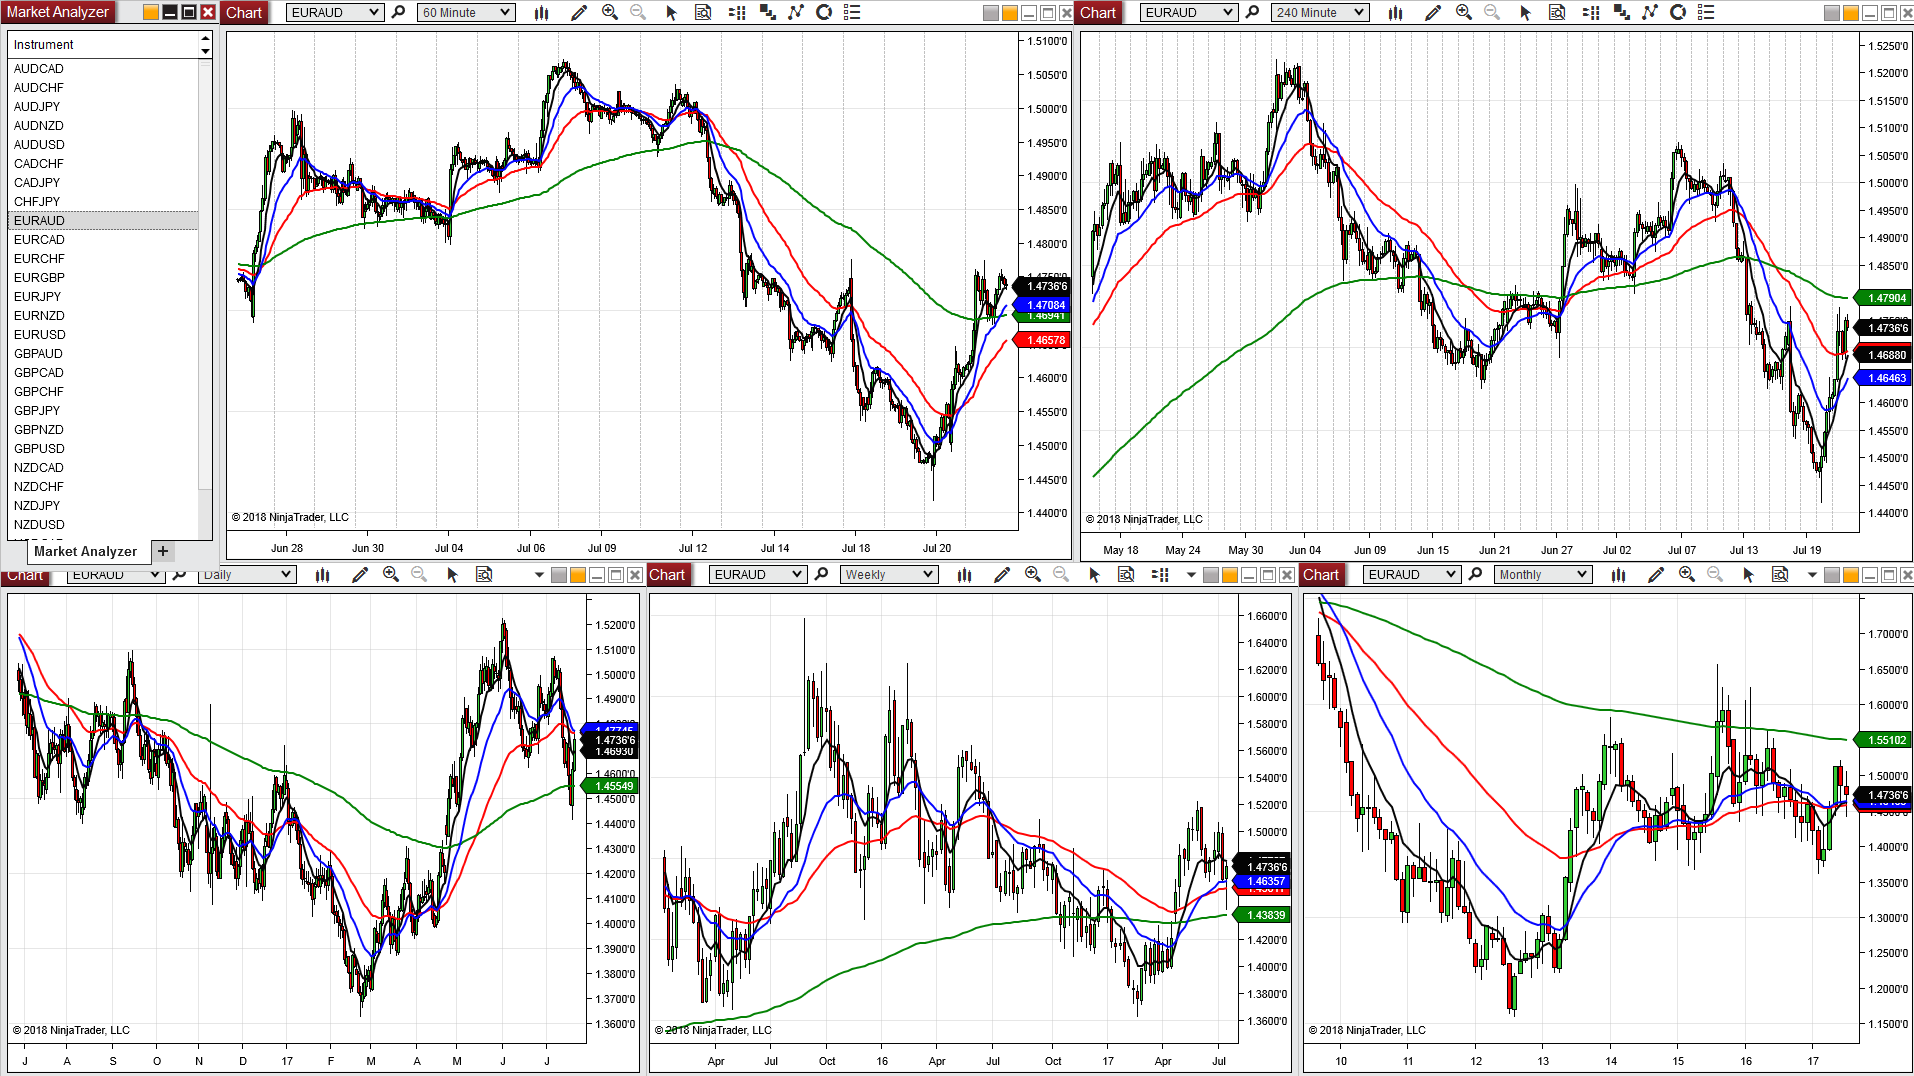 Market Analyzer
Instrument
AUDCAD
AUDCHF
AUDJPY
AUDNZD
AUDUSD
CADCHF
CADJPY
CHFJPY
EURAUD
EURCAD
EURCHF
EURGBP
EURJPY
EURNZD
EURUSD
GBPAUD
GBPCAD
GBPCHF
GBPJPY
GBPNZD
GBPUSD
NZDCAD
NZDCHF
NZDJPY
NZDUSD
Market Analyzer +
Chart EURAUD 60 Minute
1.5100'0
1.5050'0
1.5000'0
1.4950'0
1.4900'0
1.4850'0
1.4800'0
1.4736'6
1.47084
1.46941
1.46578
1.4600'0
1.4550'0
1.4500'0
1.4450'0
1.4400'0
© 2018 NinjaTrader, LLC
Jun 28 Jun 30 Jul 04 Jul 06 Jul 09 Jul 12 Jul 14 Jul 18 Jul 20
Chart EURAUD 240 Minute
1.5250'0
1.5200'0
1.5150'0
1.5100'0
1.5050'0
1.5000'0
1.4950'0
1.4900'0
1.4850'0
1.47904
1.4736'6
1.46880
1.46463
1.4600'0
1.4550'0
1.4500'0
1.4450'0
1.4400'0
© 2018 NinjaTrader, LLC
May 18 May 24 May 30 Jun 04 Jun 09 Jun 15 Jun 21 Jun 27 Jul 02 Jul 07 Jul 13 Jul 19
Chart EURAUD Daily
1.5200'0
1.5100'0
1.5000'0
1.4900'0
1.4736'6
1.46930
1.4600'0
1.45549
1.4500'0
1.4400'0
1.4300'0
1.4200'0
1.4100'0
1.4000'0
1.3900'0
1.3800'0
1.3700'0
1.3600'0
© 2018 NinjaTrader, LLC
J A S O N D 17 F M A M J J
Chart EURAUD Weekly
1.6600'0
1.6400'0
1.6200'0
1.6000'0
1.5800'0
1.5600'0
1.5400'0
1.5200'0
1.5000'0
1.4736'6
1.46357
1.43839
1.4200'0
1.4000'0
1.3800'0
1.3600'0
© 2018 NinjaTrader, LLC
Apr Jul Oct 16 Apr Jul Oct 17 Apr Jul
Chart EURAUD Monthly
1.7000'0
1.6500'0
1.6000'0
1.55102
1.5000'0
1.4736'6
1.4000'0
1.3500'0
1.3000'0
1.2500'0
1.2000'0
1.1500'0
© 2018 NinjaTrader, LLC
10 11 12 13 14 15 16 17